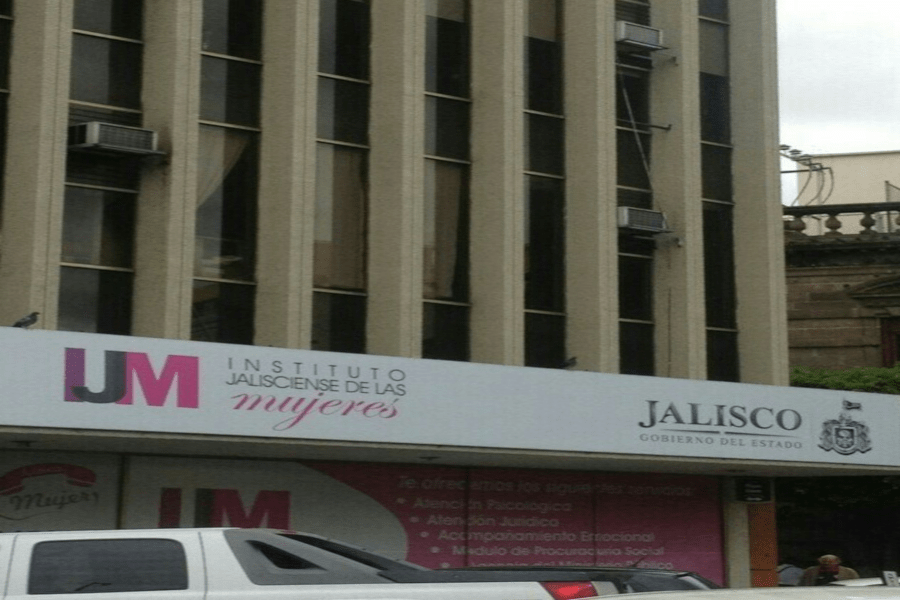 IJM
INSTITUTO
JALISCIENSE DE LAS
mujeres
JALISCO
GOBIERNO DEL ESTADO
Mujer
IJM
Te ofrecemos los siguientes servicios:
• Atención Psicológica
• Atención Jurídica
• Acompañamiento Emocional
• Módulo de Procuraduría Social